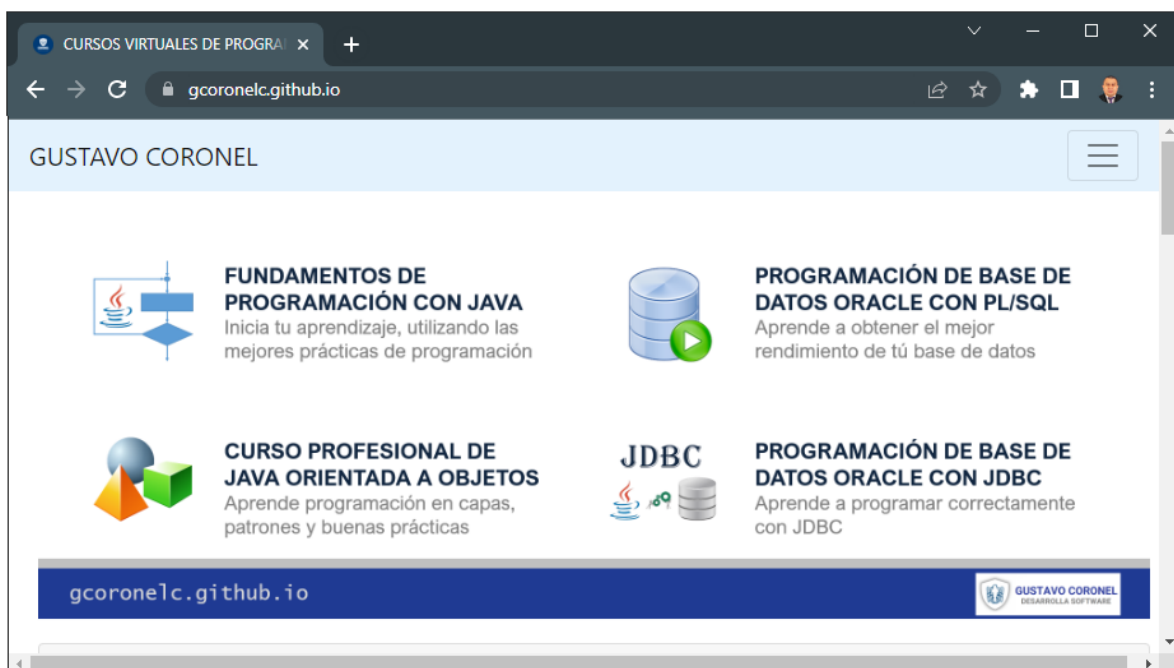 CURSOS VIRTUALES DE PROGRA
gcoronelc.github.io
GUSTAVO CORONEL
FUNDAMENTOS DE
PROGRAMACIÓN CON JAVA
Inicia tu aprendizaje, utilizando las
mejores prácticas de programación
PROGRAMACIÓN DE BASE DE
DATOS ORACLE CON PL/SQL
Aprende a obtener el mejor
rendimiento de tú base de datos
CURSO PROFESIONAL DE
JAVA ORIENTADA A OBJETOS
Aprende programación en capas,
patrones y buenas prácticas
JDBC
PROGRAMACIÓN DE BASE DE
DATOS ORACLE CON JDBC
Aprende a programar correctamente
con JDBC
gcoronelc.github.io
GUSTAVO CORONEL
DESARROLLA SOFTWARE